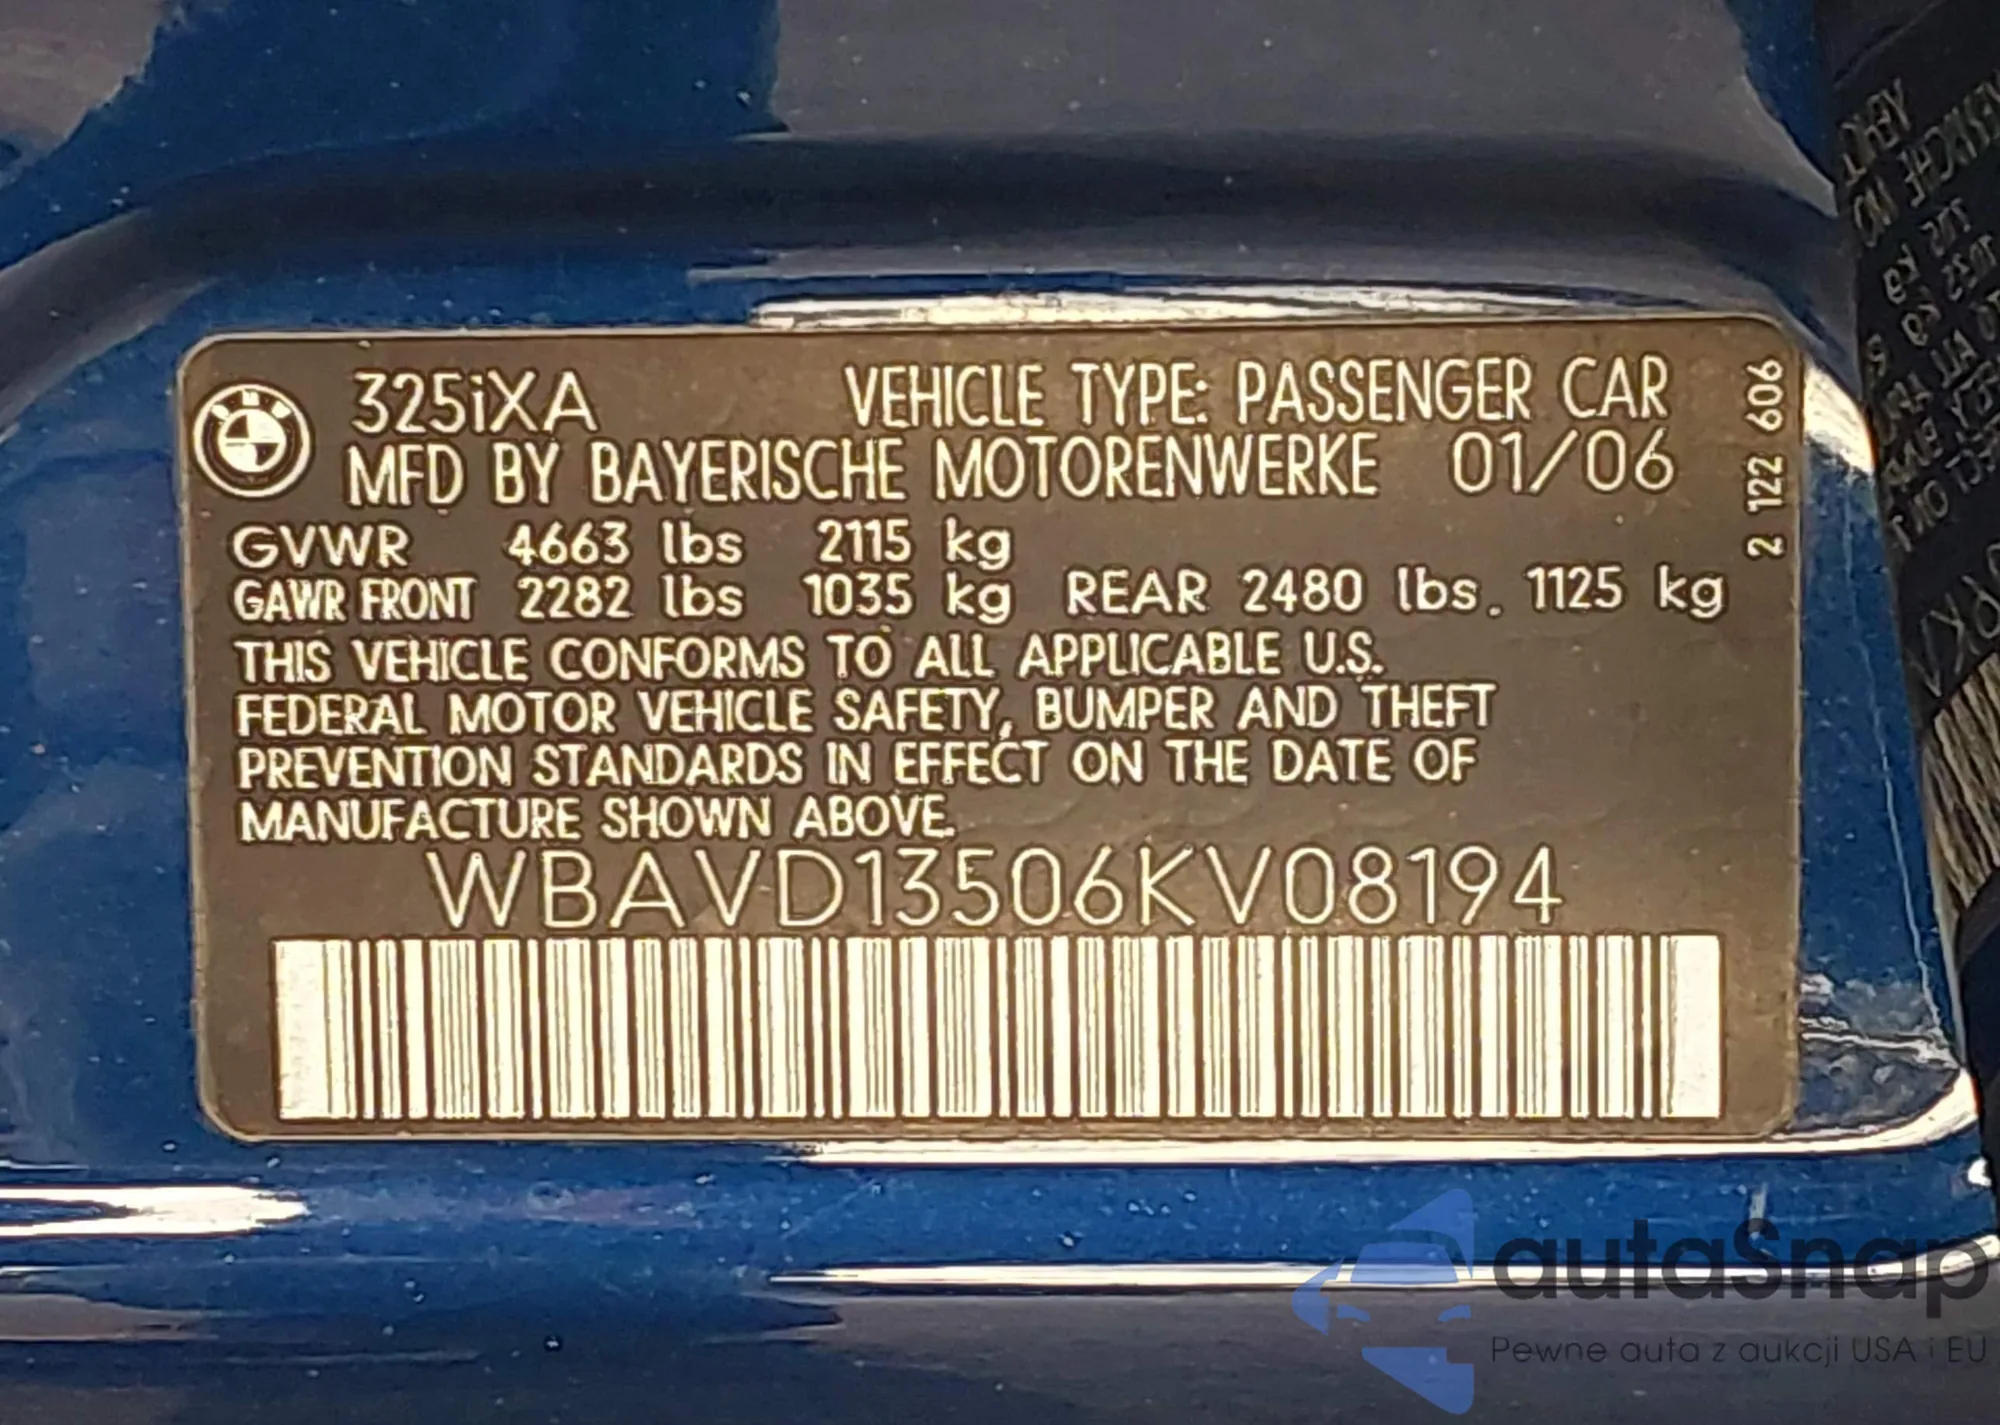 325iXA VEHICLE TYPE: PASSENGER CAR
MFD BY BAYERISCHE MOTORENWERKE 01/06
GVWR 4663 lbs 2115 kg
GAWR FRONT 2282 lbs 1035 kg REAR 2480 lbs. 1125 kg
THIS VEHICLE CONFORMS TO ALL APPLICABLE U.S.
FEDERAL MOTOR VEHICLE SAFETY, BUMPER AND THEFT
PREVENTION STANDARDS IN EFFECT ON THE DATE OF
MANUFACTURE SHOWN ABOVE.
WBAVD13506KV08194
2 122 606
autaSnap
Pewne auta z aukcji USA i EU